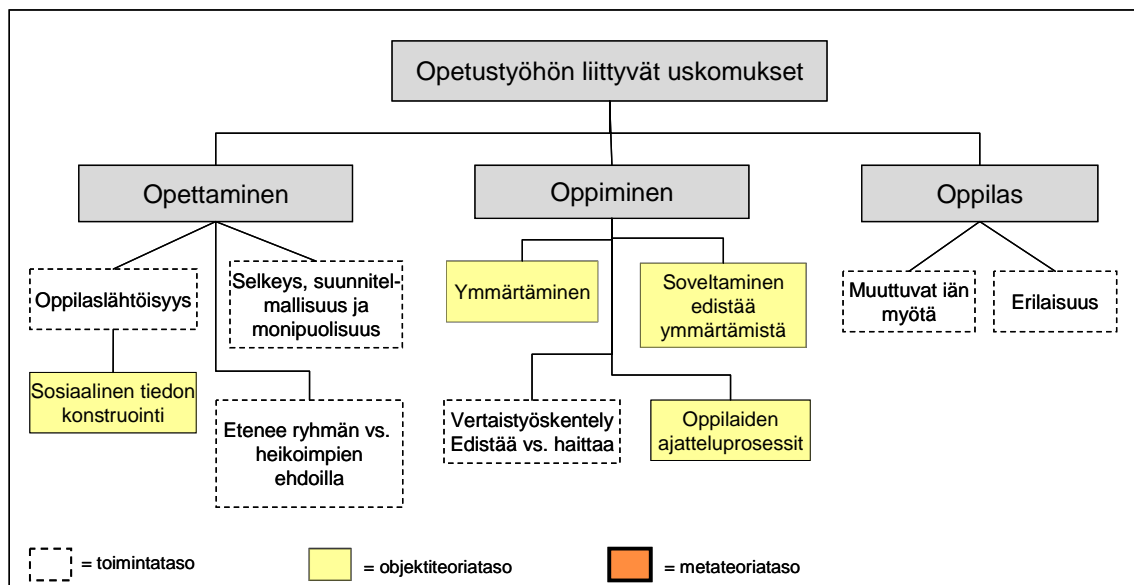 Opetustyöhön liittyvät uskomukset
Opettaminen
Oppiminen
Oppilas
Oppilaslähtöisyys
Selkeys, suunnitel-
mallisuus ja
monipuolisuus
Ymmärtäminen
Soveltaminen
edistää
ymmärtämistä
Muuttuvat iän
myötä
Erilaisuus
Sosiaalinen tiedon
konstruointi
Etenee ryhmän vs.
heikoimpien
ehdoilla
Vertaistyöskentely
Edistää vs. haittaa
Oppilaiden
ajatteluprosessit
= toimintataso
= objektiteoriataso
= metateoriataso